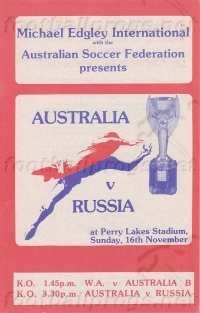 Michael Edgley International
with the
Australian Soccer Federation
presents
AUSTRALIA
v
RUSSIA
at Perry Lakes Stadium,
Sunday, 16th November
K.O. 1.45p.m. W.A. v AUSTRALIA B
K.O. 3.30p.m. AUSTRALIA v RUSSIA